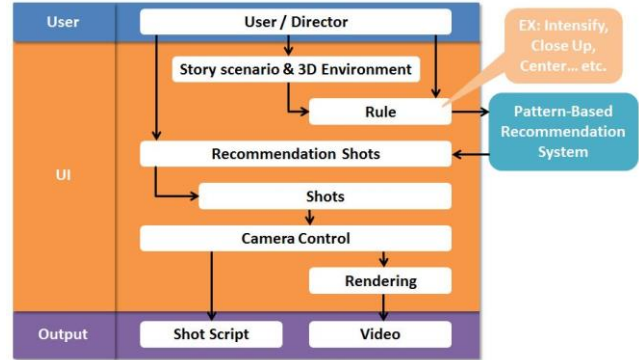 User
User / Director
EX: Intensify,
Close Up,
Center... etc.
Story scenario & 3D Environment
Rule
Pattern-Based
Recommendation
System
UI
Recommendation Shots
Shots
Camera Control
Rendering
Output
Shot Script
Video